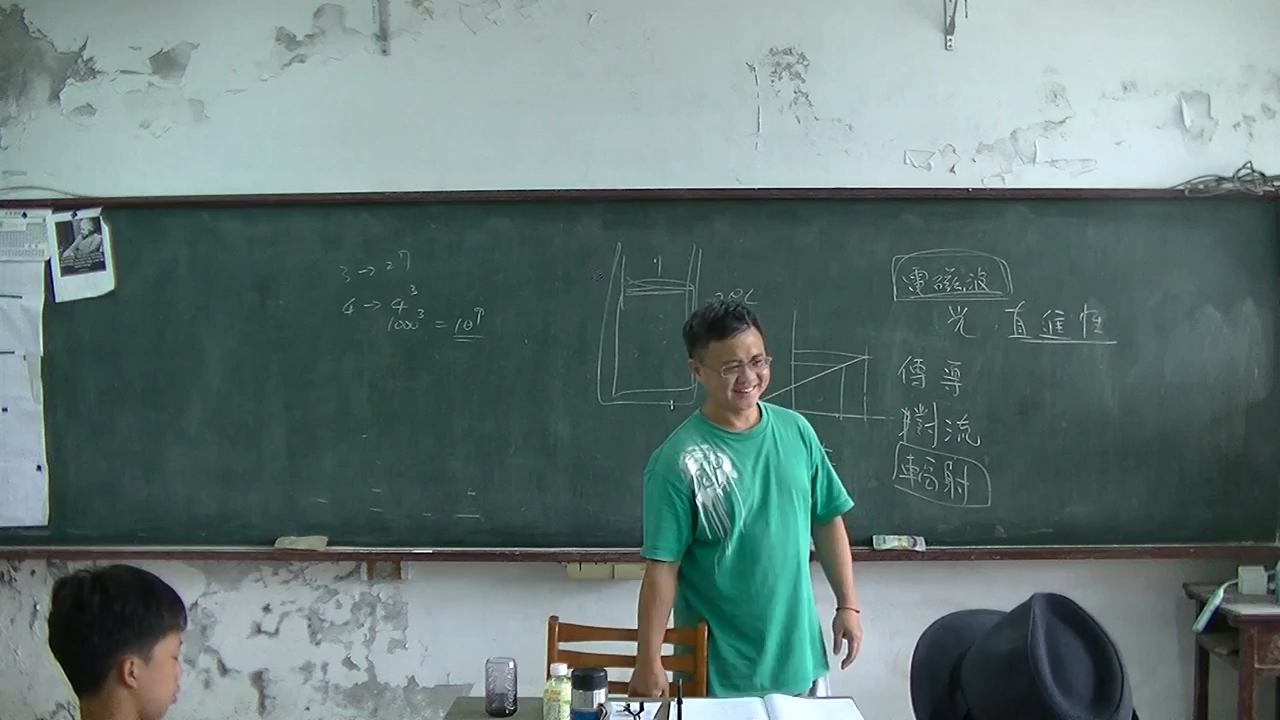 3→27
4→4³
1000³ = 10⁹
電磁波
光 直進性
傳導
對流
輻射